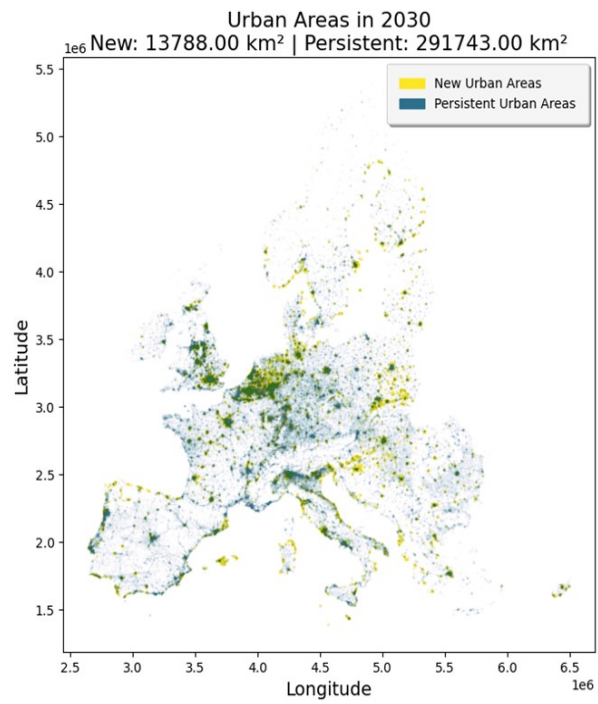 Urban Areas in 2030
New: 13788.00 km² | Persistent: 291743.00 km²
1e6
New Urban Areas
Persistent Urban Areas
5.5
5.0
4.5
4.0
3.5
3.0
2.5
2.0
1.5
Latitude
2.5 3.0 3.5 4.0 4.5 5.0 5.5 6.0 6.5
1e6
Longitude